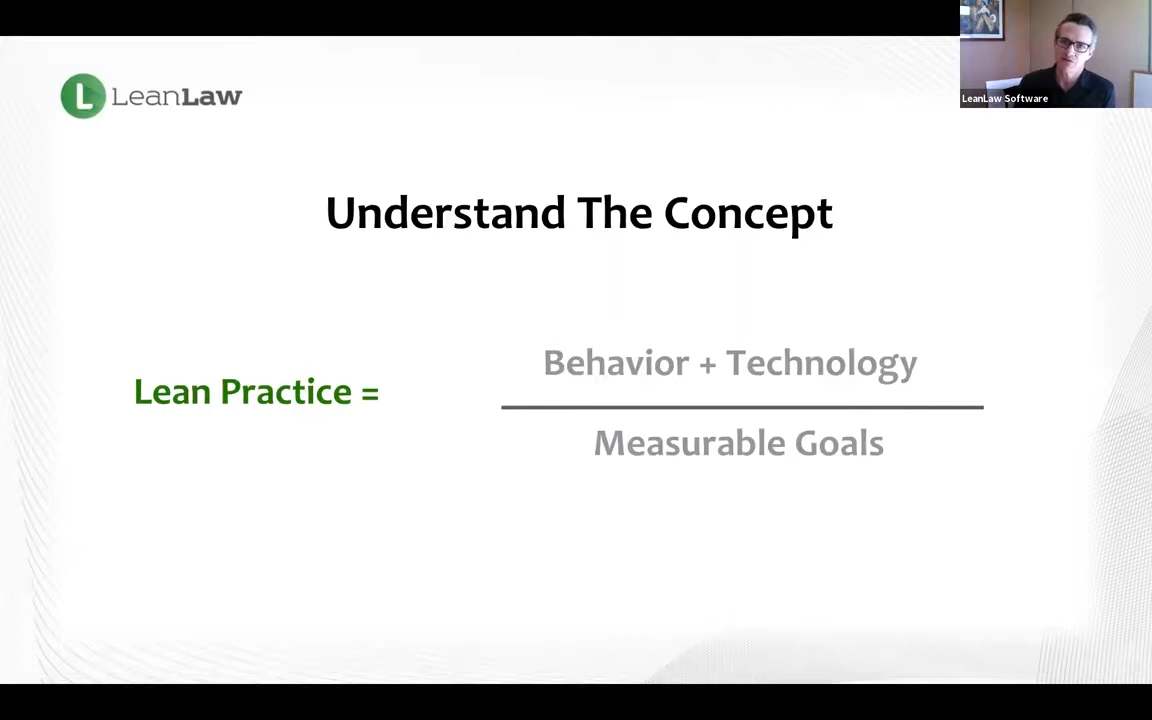 LeanLaw
LeanLaw Software
Understand The Concept
Behavior + Technology
Lean Practice =
Measurable Goals